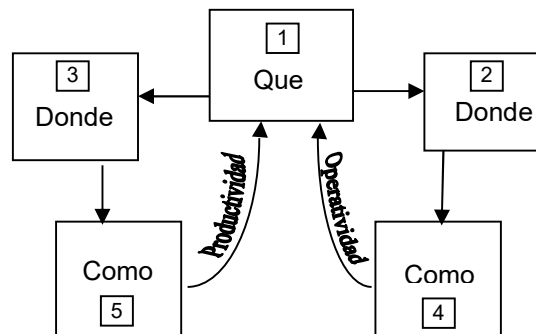 1
Que
3
Donde
2
Donde
Productividad
Operatividad
Como
5
Como
4